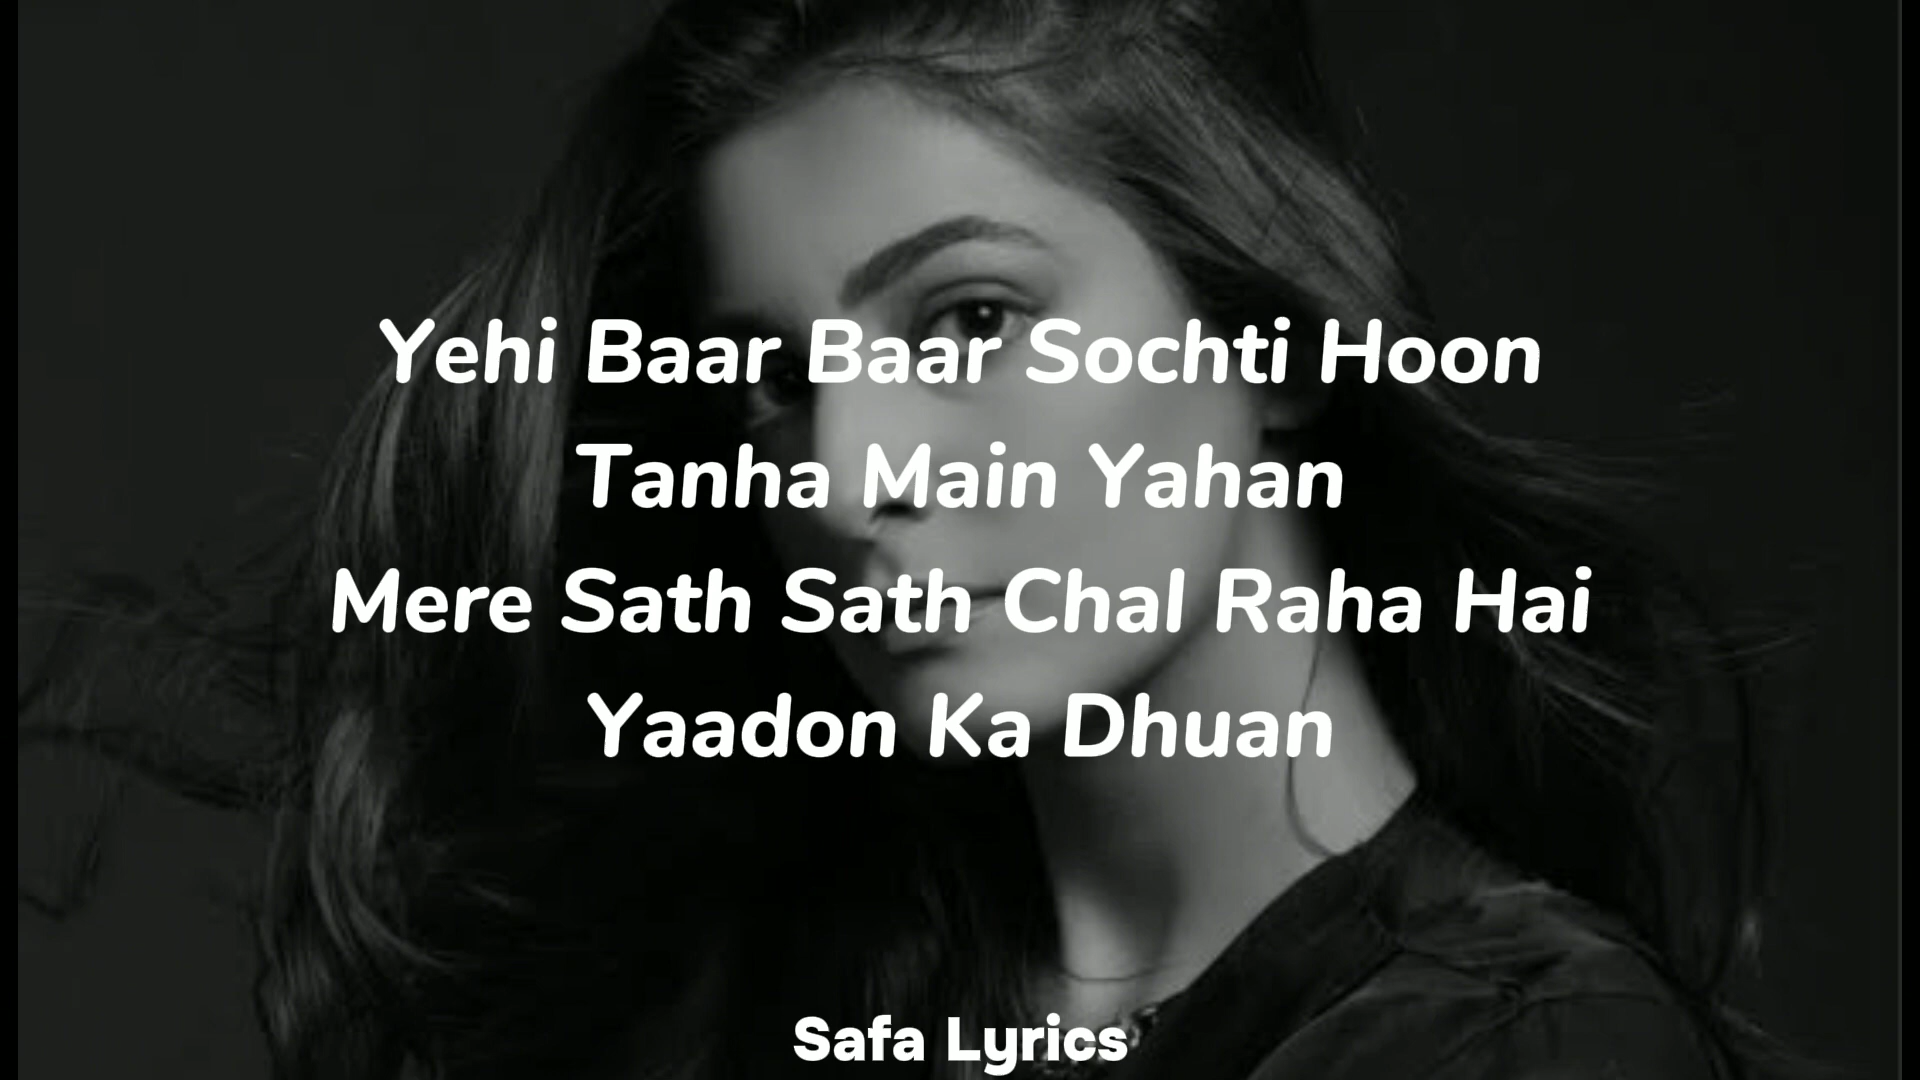 Yehi Baar Baar Sochti Hoon
Tanha Main Yahan
Mere Sath Sath Chal Raha Hai
Yaadon Ka Dhuan
Safa Lyrics